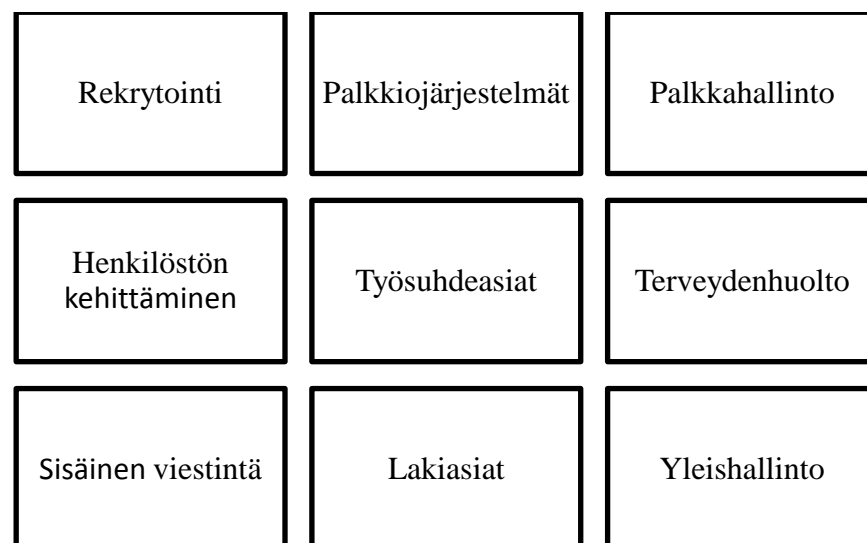 Rekrytointi
Palkkiojärjestelmät
Palkkahallinto
Henkilöstön
kehittäminen
Työsuhdeasiat
Terveydenhuolto
Sisäinen viestintä
Lakiasiat
Yleishallinto